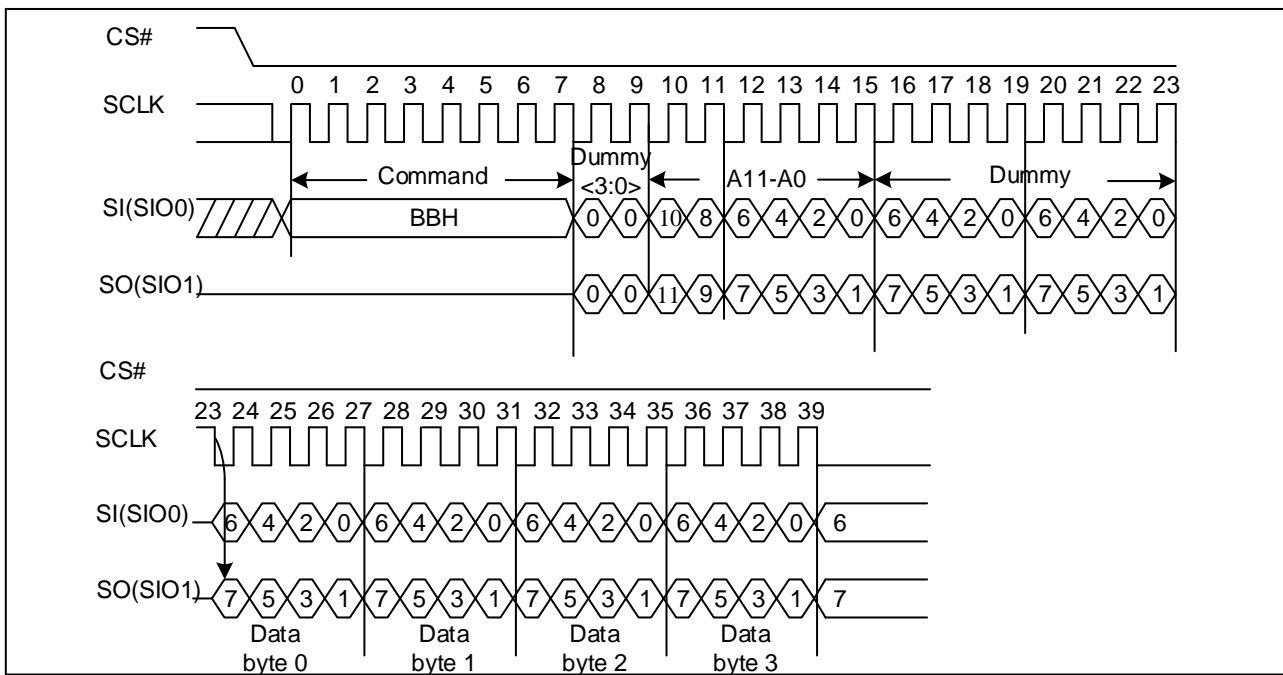 CS#
0 1 2 3 4 5 6 7 8 9 10 11 12 13 14 15 16 17 18 19 20 21 22 23
SCLK
Command Dummy <3:0> A11-A0 Dummy
SI(SIO0) BBH 0 0 10 8 6 4 2 0 6 4 2 0 6 4 2 0
SO(SIO1) 0 0 11 9 7 5 3 1 7 5 3 1 7 5 3 1
CS#
23 24 25 26 27 28 29 30 31 32 33 34 35 36 37 38 39
SCLK
SI(SIO0) 6 4 2 0 6 4 2 0 6 4 2 0 6 4 2 0 6
SO(SIO1) 7 5 3 1 7 5 3 1 7 5 3 1 7 5 3 1 7
Data Data Data Data
byte 0 byte 1 byte 2 byte 3